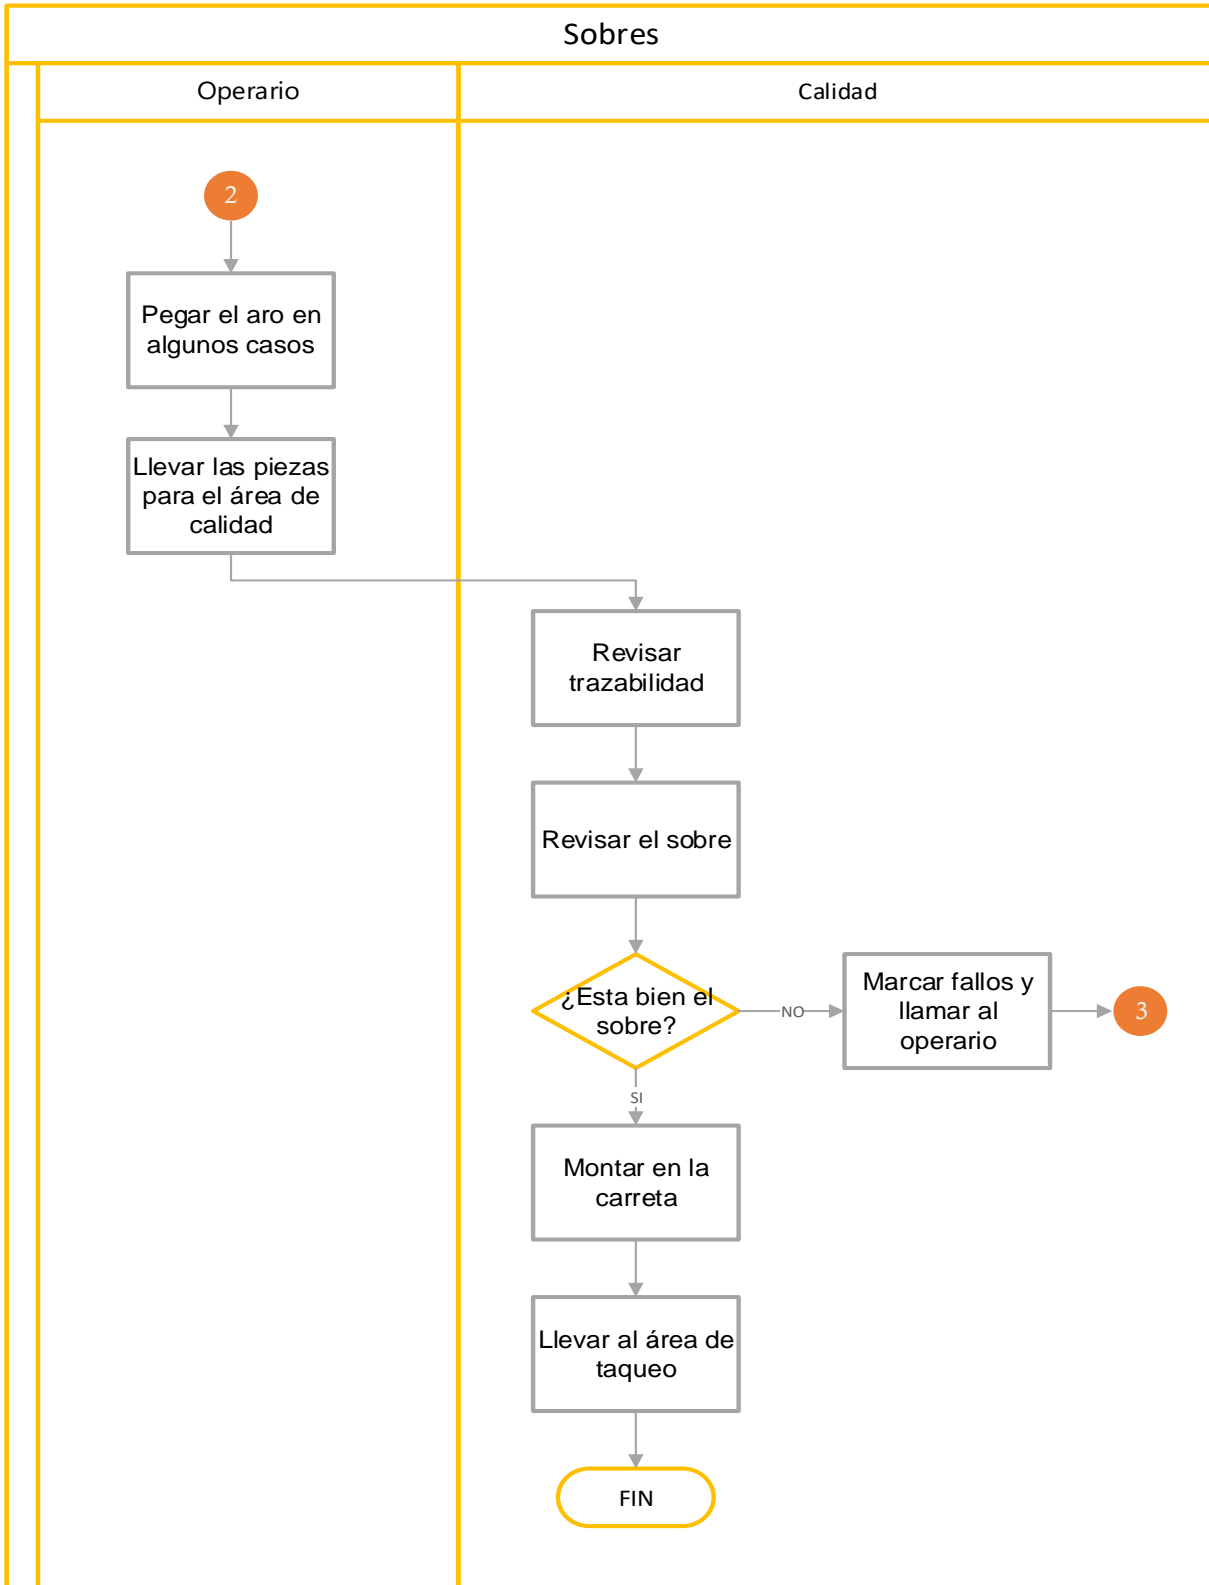 Sobres
Operario
Calidad
2
Pegar el aro en
algunos casos
Llevar las piezas
para el área de
calidad
Revisar
trazabilidad
Revisar el sobre
¿Esta bien el
sobre?
NO
Marcar fallos y
llamar al
operario
3
SI
Montar en la
carreta
Llevar al área de
taqueo
FIN